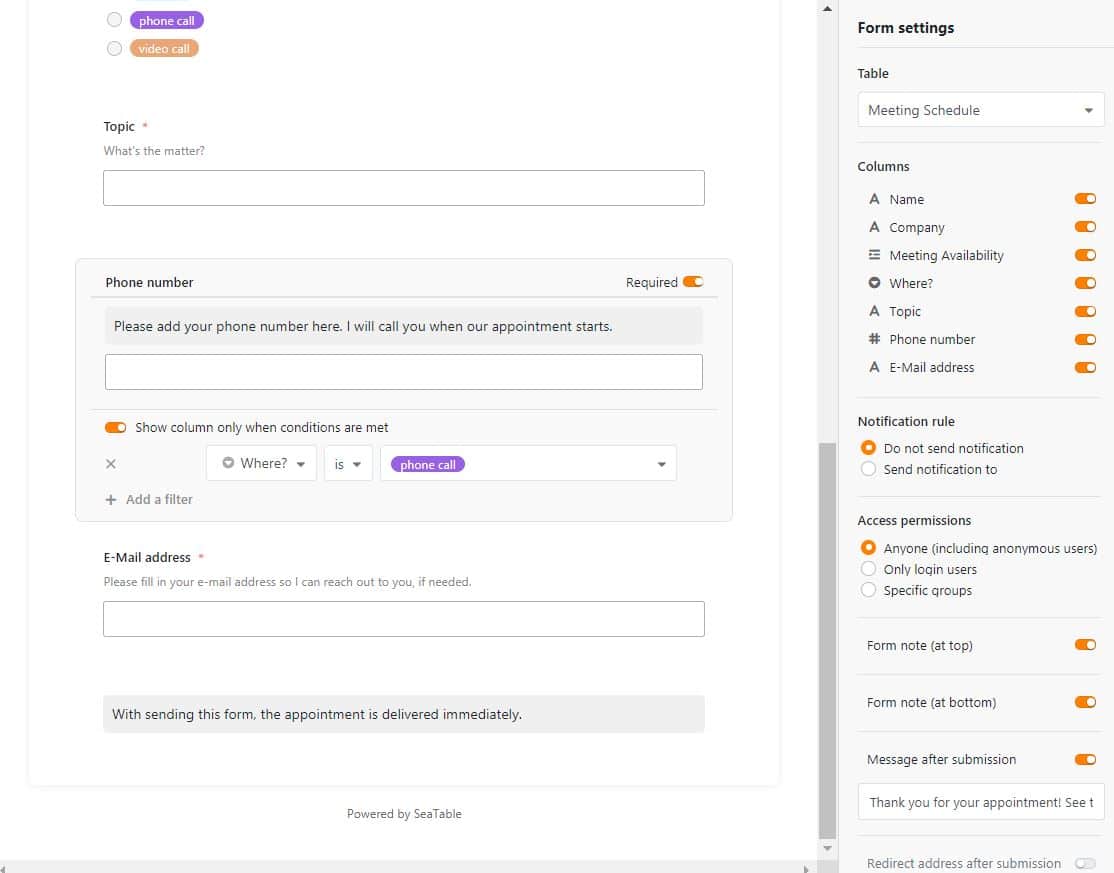 phone call
video call
Topic *
What's the matter?
Phone number
Required
Please add your phone number here. I will call you when our appointment starts.
Show column only when conditions are met
Where?
is
phone call
Add a filter
E-Mail address *
Please fill in your e-mail address so I can reach out to you, if needed.
With sending this form, the appointment is delivered immediately.
Powered by SeaTable
Form settings
Table
Meeting Schedule
Columns
Name
Company
Meeting Availability
Where?
Topic
Phone number
E-Mail address
Notification rule
Do not send notification
Send notification to
Access permissions
Anyone (including anonymous users)
Only login users
Specific groups
Form note (at top)
Form note (at bottom)
Message after submission
Thank you for your appointment! See t
Redirect address after submission